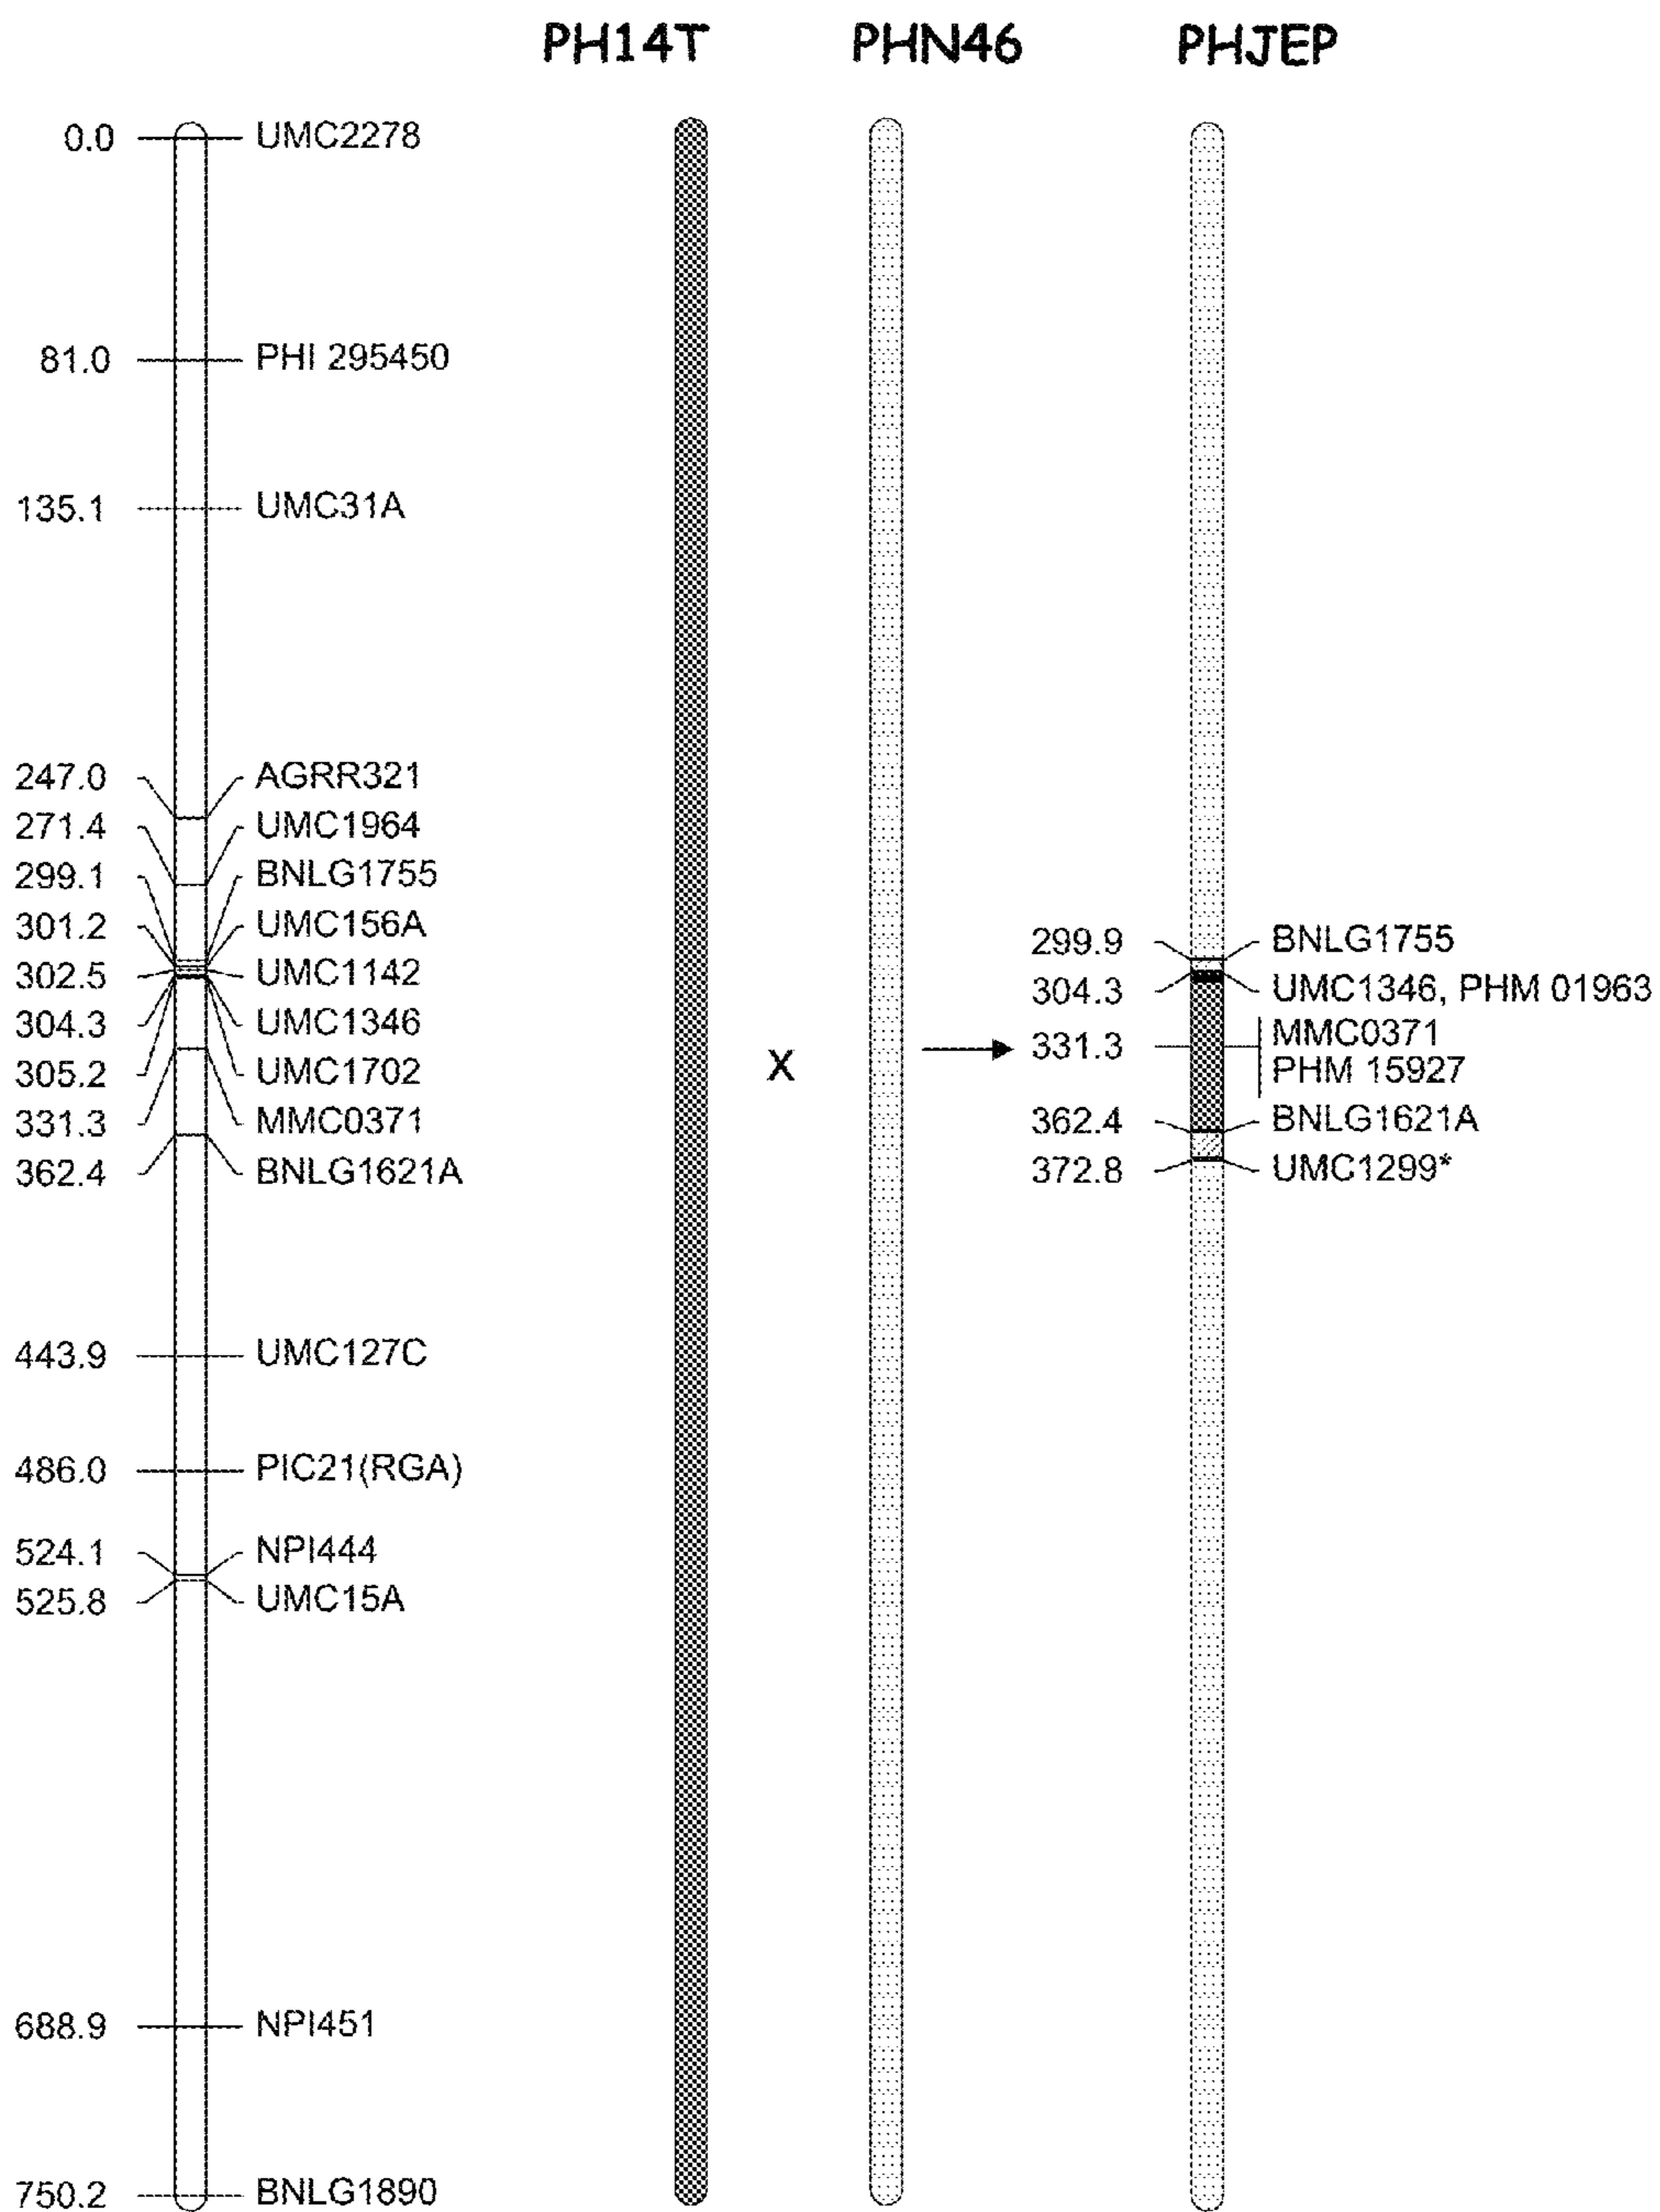 PH14T PHN46 PHJEP
0.0 UMC2278
81.0 PHI 295450
135.1 UMC31A
247.0 AGRR321
271.4 UMC1964
299.1 BNLG1755
301.2 UMC156A
302.5 UMC1142
304.3 UMC1346
305.2 UMC1702
331.3 MMC0371
362.4 BNLG1621A
443.9 UMC127C
486.0 PIC21(RGA)
524.1 NPI444
525.8 UMC15A
688.9 NPI451
750.2 BNLG1890
X
299.9 BNLG1755
304.3 UMC1346, PHM 01963
331.3 MMC0371
PHM 15927
362.4 BNLG1621A
372.8 UMC1299*